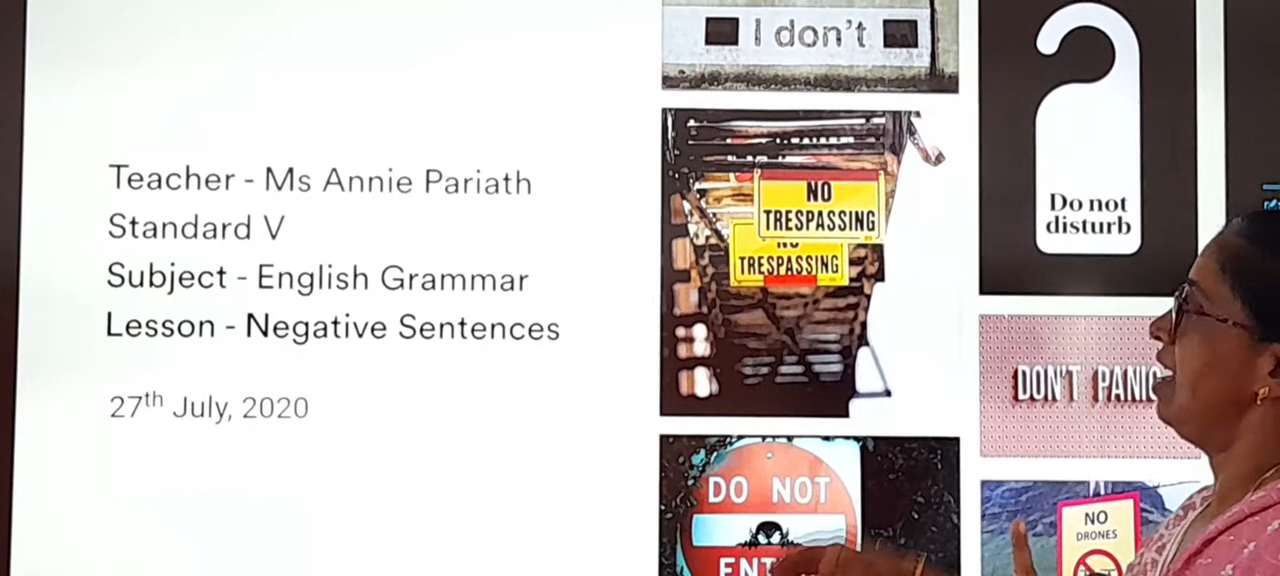 Teacher - Ms Annie Pariath
Standard V
Subject - English Grammar
Lesson - Negative Sentences
27th July, 2020
I don't
NO
TRESPASSING
NO
TRESPASSING
DO NOT
Do not
disturb
DON'T PANIC
NO
DRONES